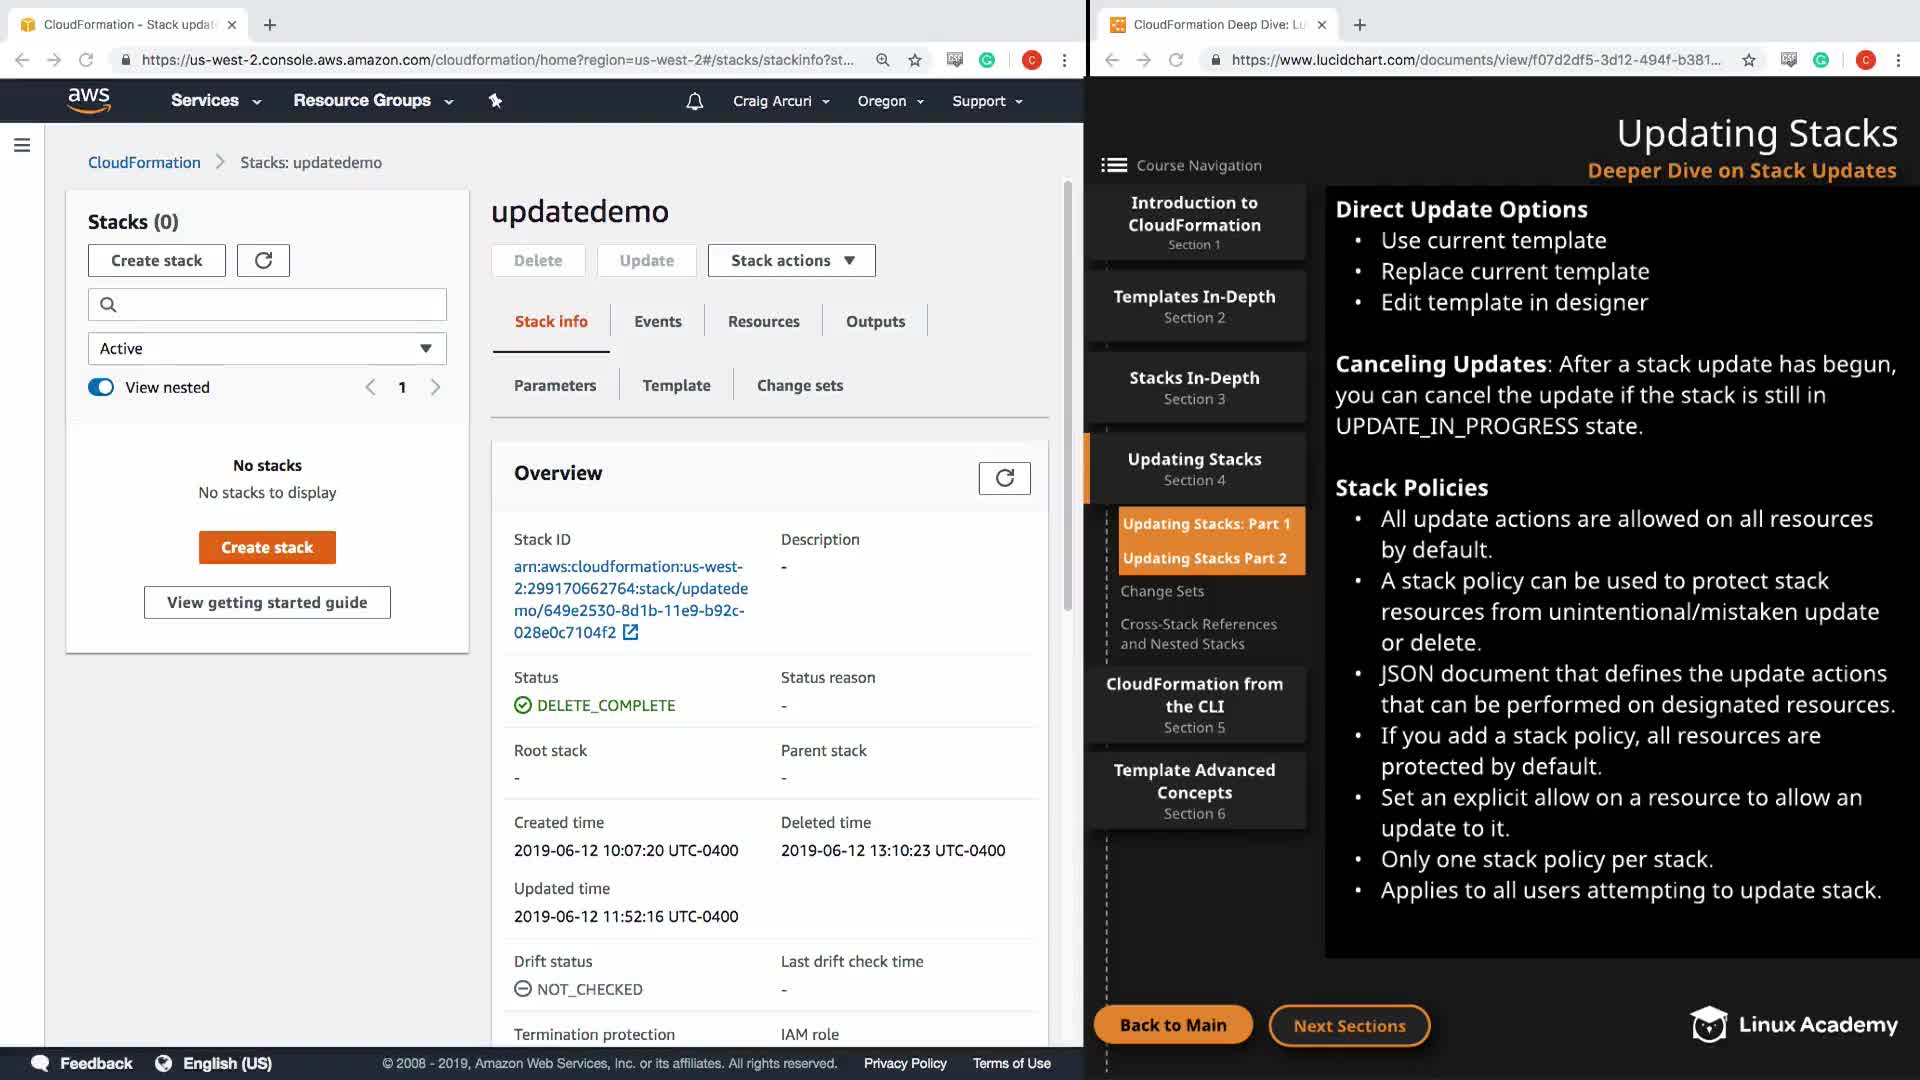 CloudFormation - Stack updat
https://us-west-2.console.aws.amazon.com/cloudformation/home?region=us-west-2#/stacks/stackinfo?st...
C
aws
Services
Resource Groups
Craig Arcuri
Oregon
Support
CloudFormation
Stacks: updatedemo
Stacks (0)
Create stack
Active
View nested
1
No stacks
No stacks to display
Create stack
View getting started guide
updatedemo
Delete
Update
Stack actions
Stack info
Events
Resources
Outputs
Parameters
Template
Change sets
Overview
Stack ID
arn:aws:cloudformation:us-west-
2:299170662764:stack/updatede
mo/649e2530-8d1b-11e9-b92c-
028e0c7104f2
Description
-
Status
DELETE_COMPLETE
Status reason
-
Root stack
-
Parent stack
-
Created time
2019-06-12 10:07:20 UTC-0400
Deleted time
2019-06-12 13:10:23 UTC-0400
Updated time
2019-06-12 11:52:16 UTC-0400
Drift status
NOT_CHECKED
Last drift check time
-
Termination protection
IAM role
Feedback
English (US)
© 2008 - 2019, Amazon Web Services, Inc. or its affiliates. All rights reserved.
Privacy Policy
Terms of Use
CloudFormation Deep Dive: Lu
https://www.lucidchart.com/documents/view/f07d2df5-3d12-494f-b381...
C
Updating Stacks
Deeper Dive on Stack Updates
Course Navigation
Introduction to
CloudFormation
Section 1
Templates In-Depth
Section 2
Stacks In-Depth
Section 3
Updating Stacks
Section 4
Updating Stacks: Part 1
Updating Stacks Part 2
Change Sets
Cross-Stack References
and Nested Stacks
CloudFormation from
the CLI
Section 5
Template Advanced
Concepts
Section 6
Direct Update Options
• Use current template
• Replace current template
• Edit template in designer
Canceling Updates: After a stack update has begun,
you can cancel the update if the stack is still in
UPDATE_IN_PROGRESS state.
Stack Policies
• All update actions are allowed on all resources
by default.
• A stack policy can be used to protect stack
resources from unintentional/mistaken update
or delete.
• JSON document that defines the update actions
that can be performed on designated resources.
• If you add a stack policy, all resources are
protected by default.
• Set an explicit allow on a resource to allow an
update to it.
• Only one stack policy per stack.
• Applies to all users attempting to update stack.
Back to Main
Next Sections
Linux Academy